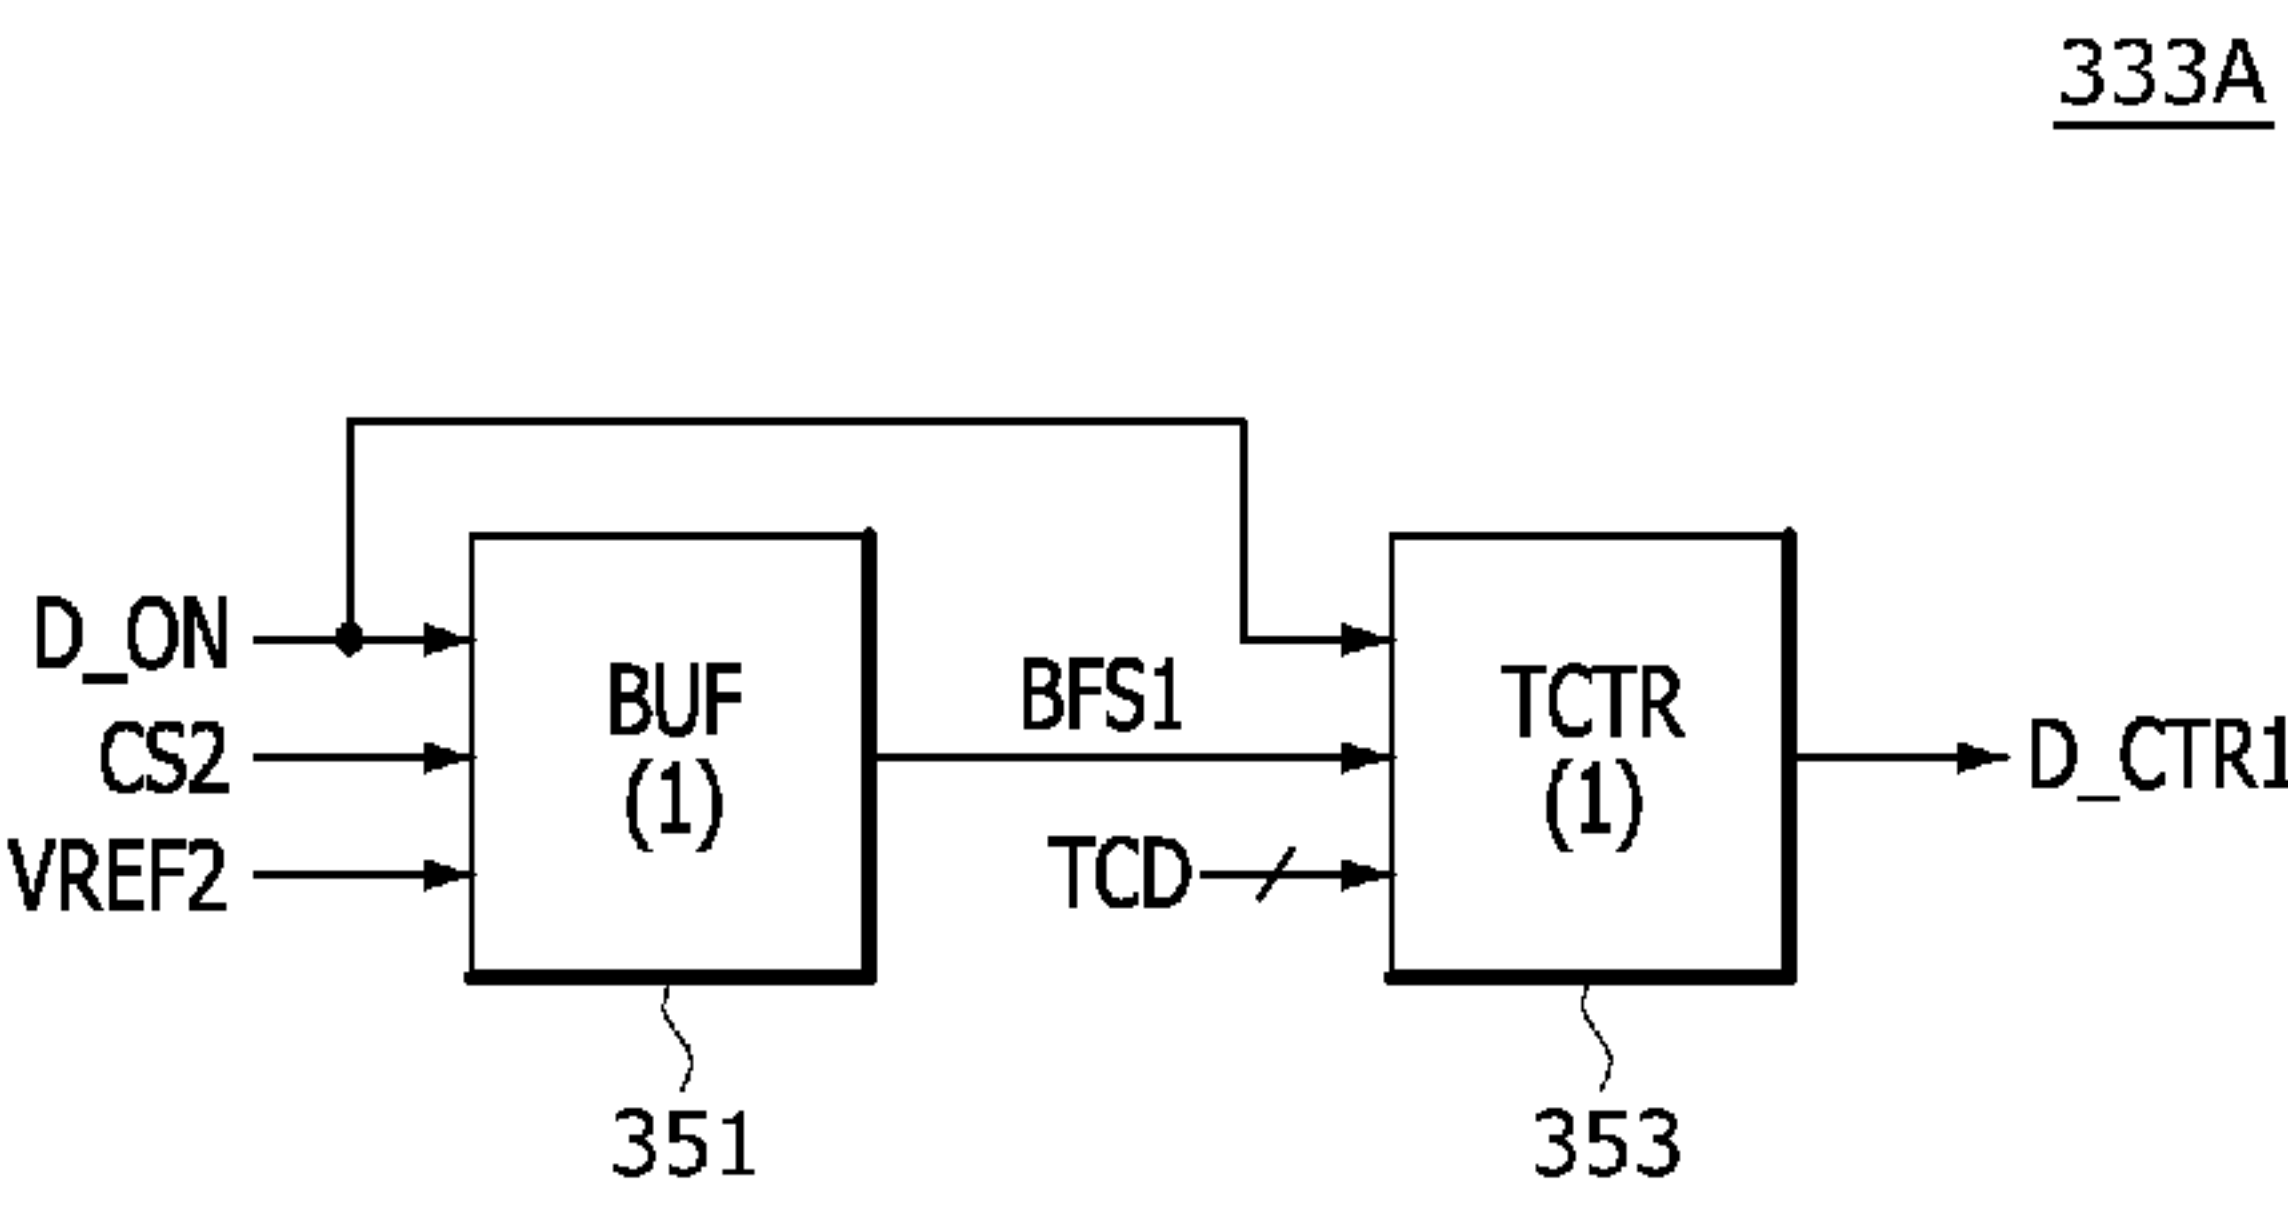 333A
D_ON
CS2
VREF2
BUF
(1)
BFS1
TCD
TCTR
(1)
D_CTR1
351
353